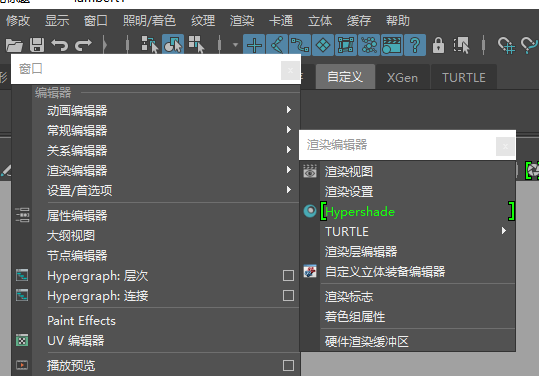 lambert1
修改 显示 窗口 照明/着色 纹理 渲染 卡通 立体 缓存 帮助
自定义 XGen TURTLE
窗口
编辑器
动画编辑器
常规编辑器
关系编辑器
渲染编辑器
设置/首选项
属性编辑器
大纲视图
节点编辑器
Hypergraph: 层次
Hypergraph: 连接
Paint Effects
UV 编辑器
播放预览
渲染编辑器
渲染视图
渲染设置
Hypershade
TURTLE
渲染层编辑器
自定义立体装备编辑器
渲染标志
着色组属性
硬件渲染缓冲区